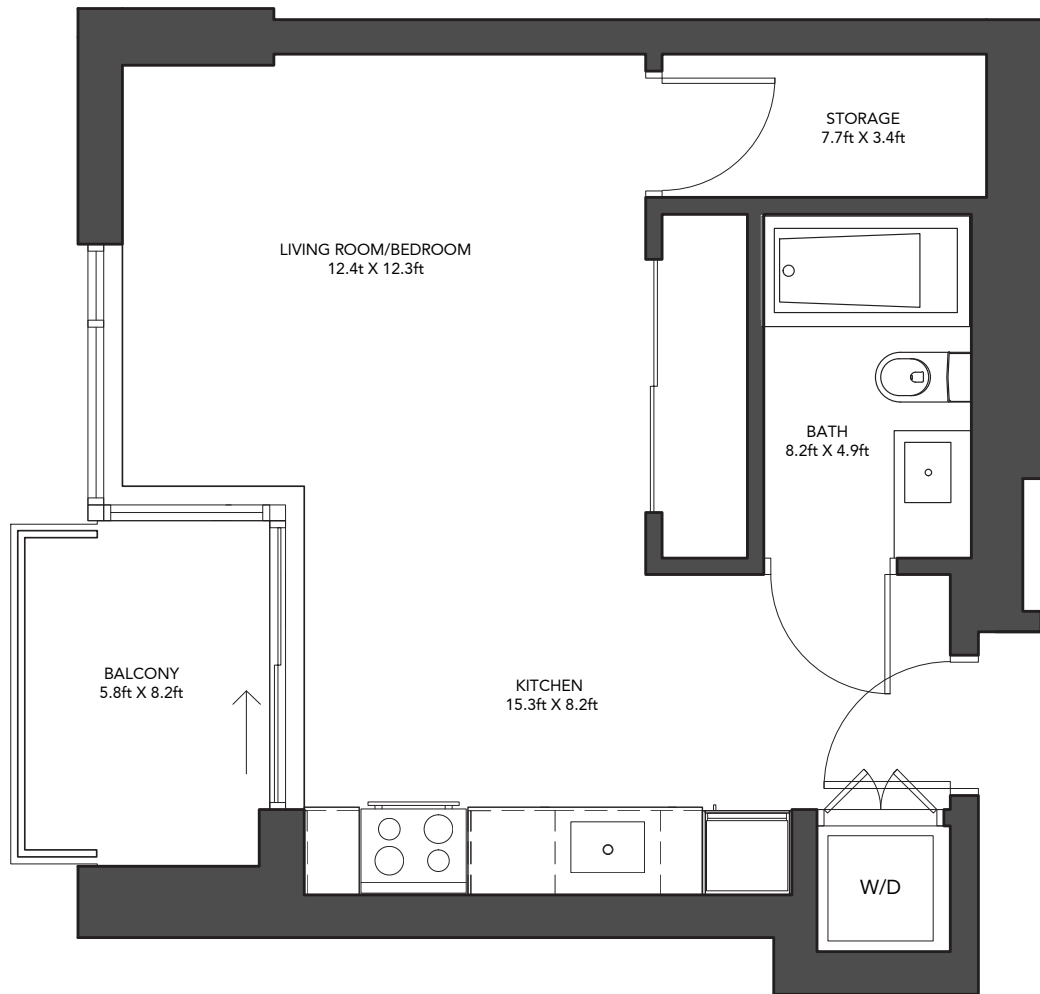 STORAGE
7.7ft X 3.4ft
LIVING ROOM/BEDROOM
12.4t X 12.3ft
BATH
8.2ft X 4.9ft
BALCONY
5.8ft X 8.2ft
KITCHEN
15.3ft X 8.2ft
W/D